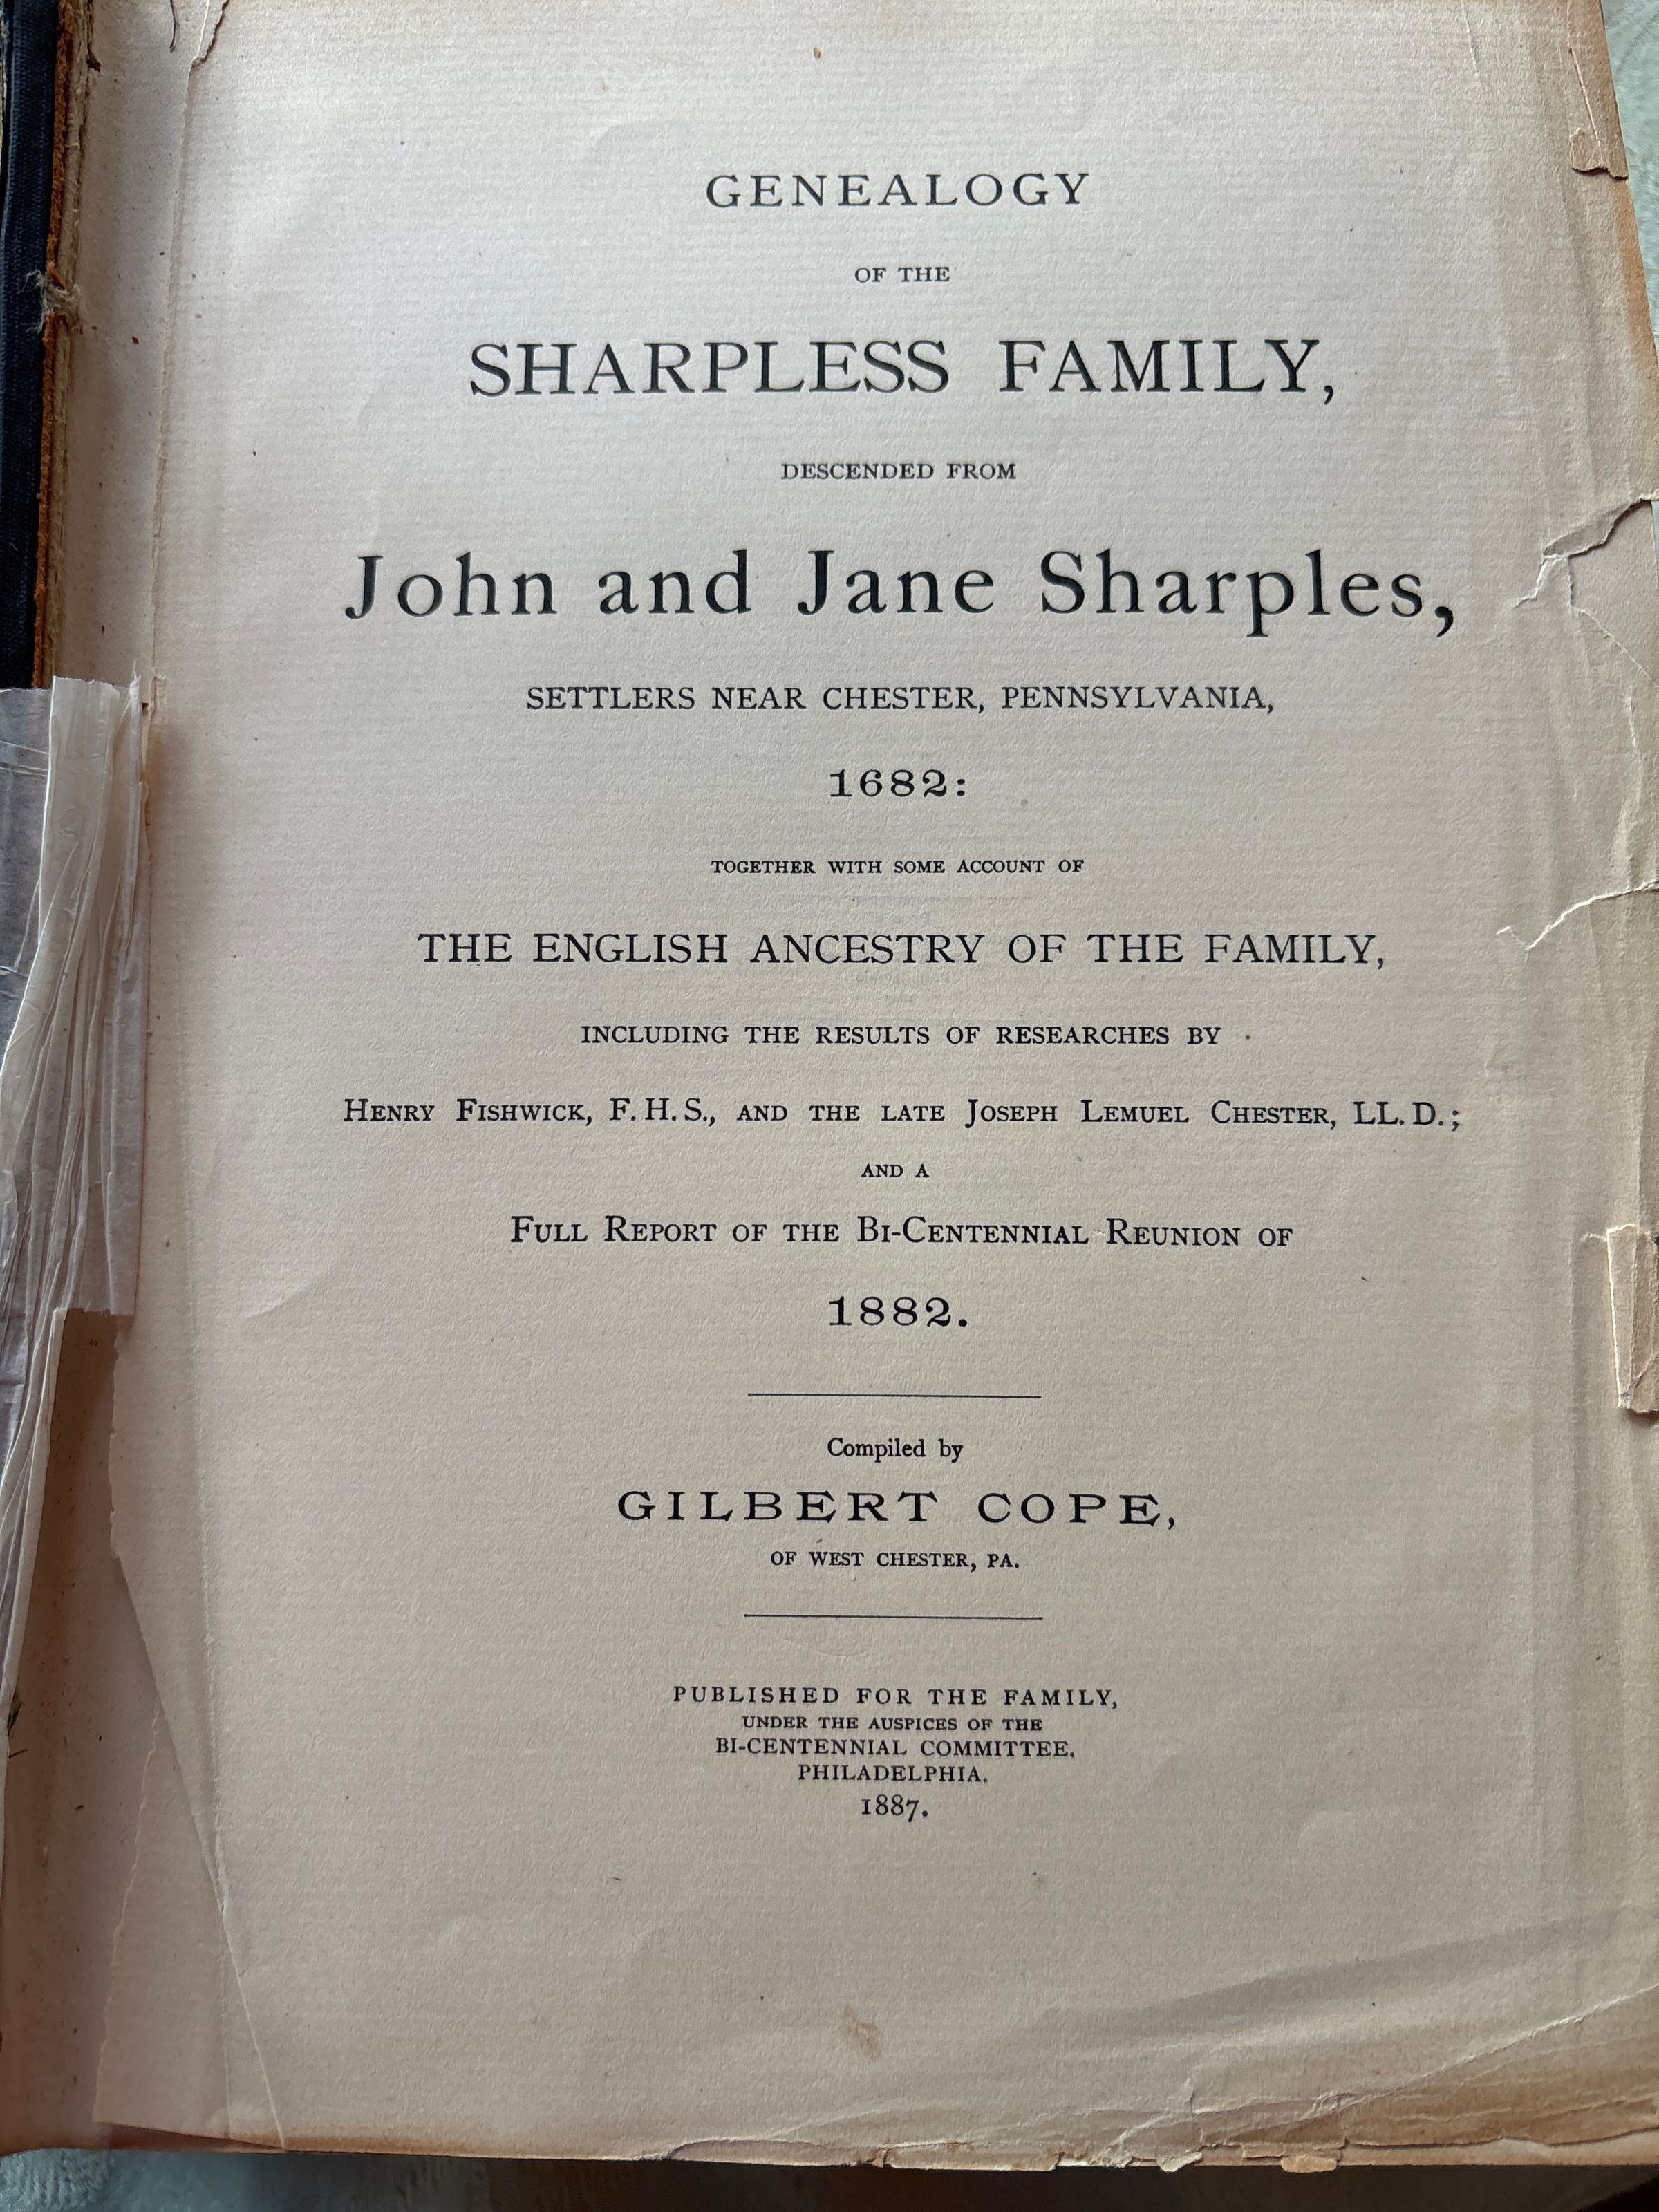 GENEALOGY
OF THE
SHARPLESS FAMILY,
DESCENDED FROM
John and Jane Sharples,
SETTLERS NEAR CHESTER, PENNSYLVANIA,
1682:
TOGETHER WITH SOME ACCOUNT OF
THE ENGLISH ANCESTRY OF THE FAMILY,
INCLUDING THE RESULTS OF RESEARCHES BY
HENRY FISHWICK, F. H. S., AND THE LATE JOSEPH LEMUEL CHESTER, LL. D.;
AND A
FULL REPORT OF THE BI-CENTENNIAL REUNION OF
1882.
Compiled by
GILBERT COPE,
OF WEST CHESTER, PA.
PUBLISHED FOR THE FAMILY,
UNDER THE AUSPICES OF THE
BI-CENTENNIAL COMMITTEE.
PHILADELPHIA.
1887.